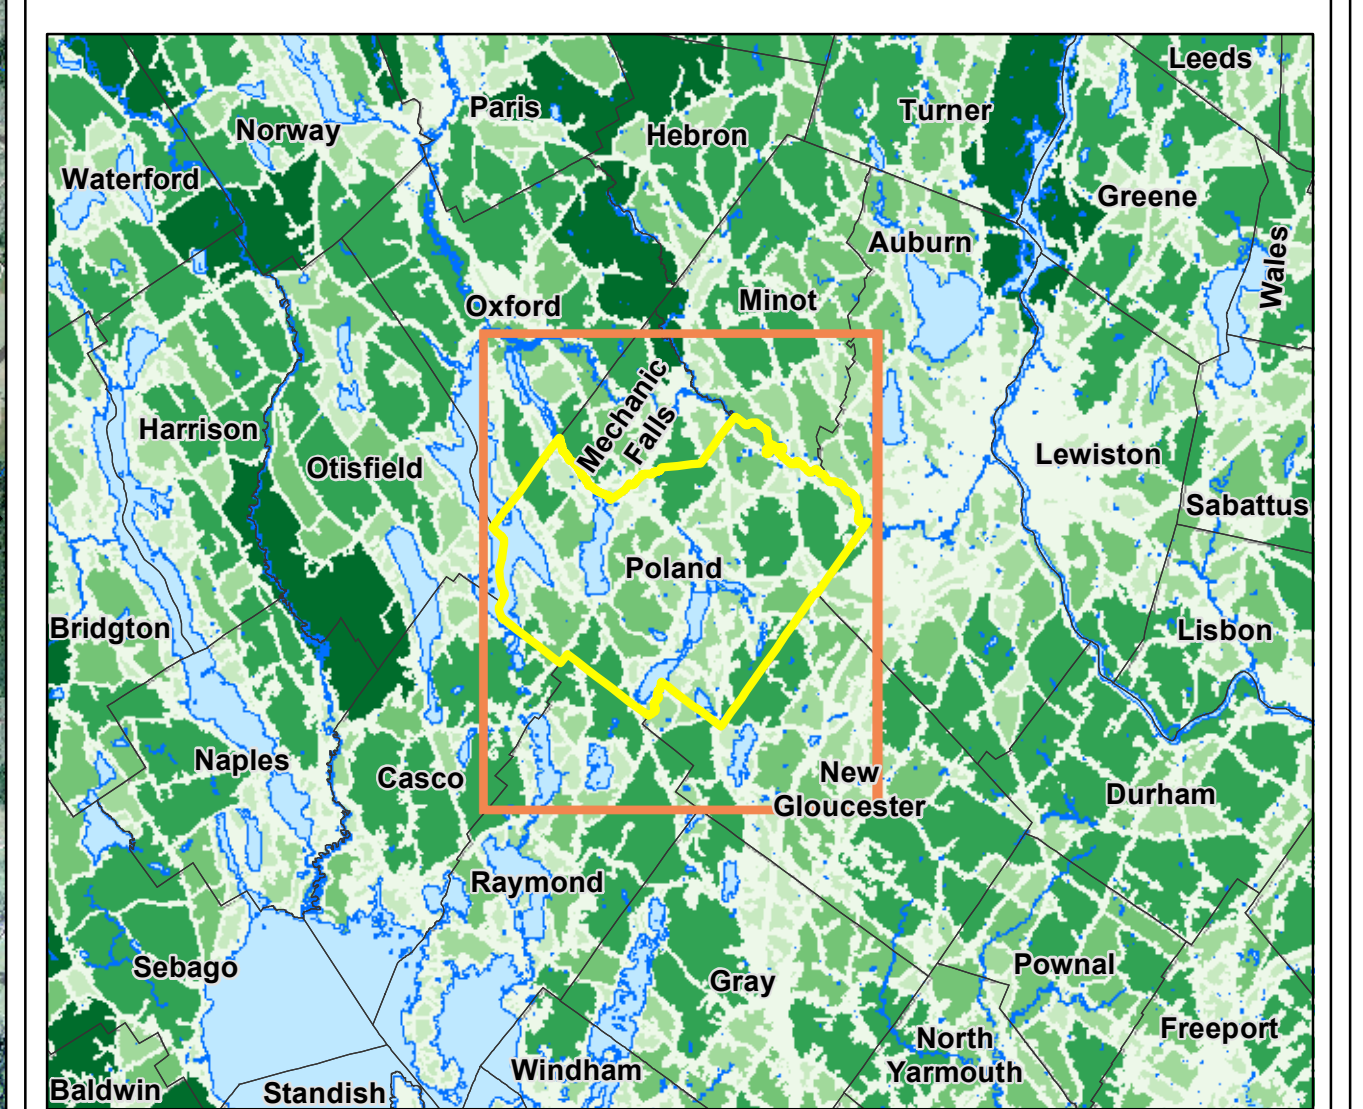 Leeds
Paris
Turner
Norway
Hebron
Waterford
Greene
Auburn
Wales
Minot
Oxford
Mechanic
Falls
Harrison
Lewiston
Otisfield
Sabattus
Poland
Bridgton
Lisbon
Naples
New
Gloucester
Casco
Durham
Raymond
Pownal
Sebago
Gray
Freeport
North
Yarmouth
Windham
Baldwin
Standish